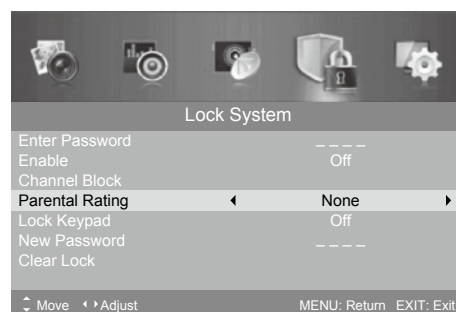 Lock System
Enter Password _ _ _ _
Enable Off
Channel Block
Parental Rating None
Lock Keypad Off
New Password _ _ _ _
Clear Lock
Move Adjust MENU: Return EXIT: Exit